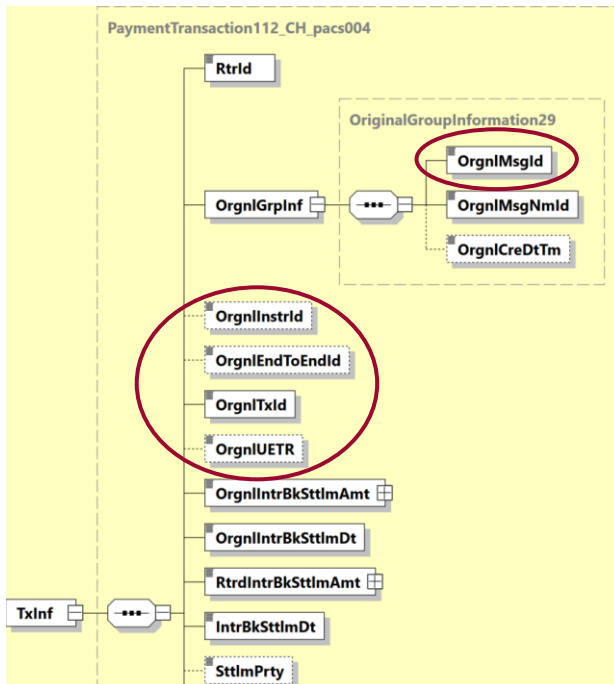 PaymentTransaction112_CH_pacs004
RtrId
OriginalGroupInformation29
OrgnlMsgId
OrgnlGrpInf
OrgnlMsgNmId
OrgnlCreDtTm
OrgnlInstrId
OrgnlEndToEndId
OrgnlTxId
OrgnlUETR
OrgnlIntrBkSttlmAmt
OrgnlIntrBkSttlmDt
RtrdIntrBkSttlmAmt
TxInf
IntrBkSttlmDt
SttlmPrty